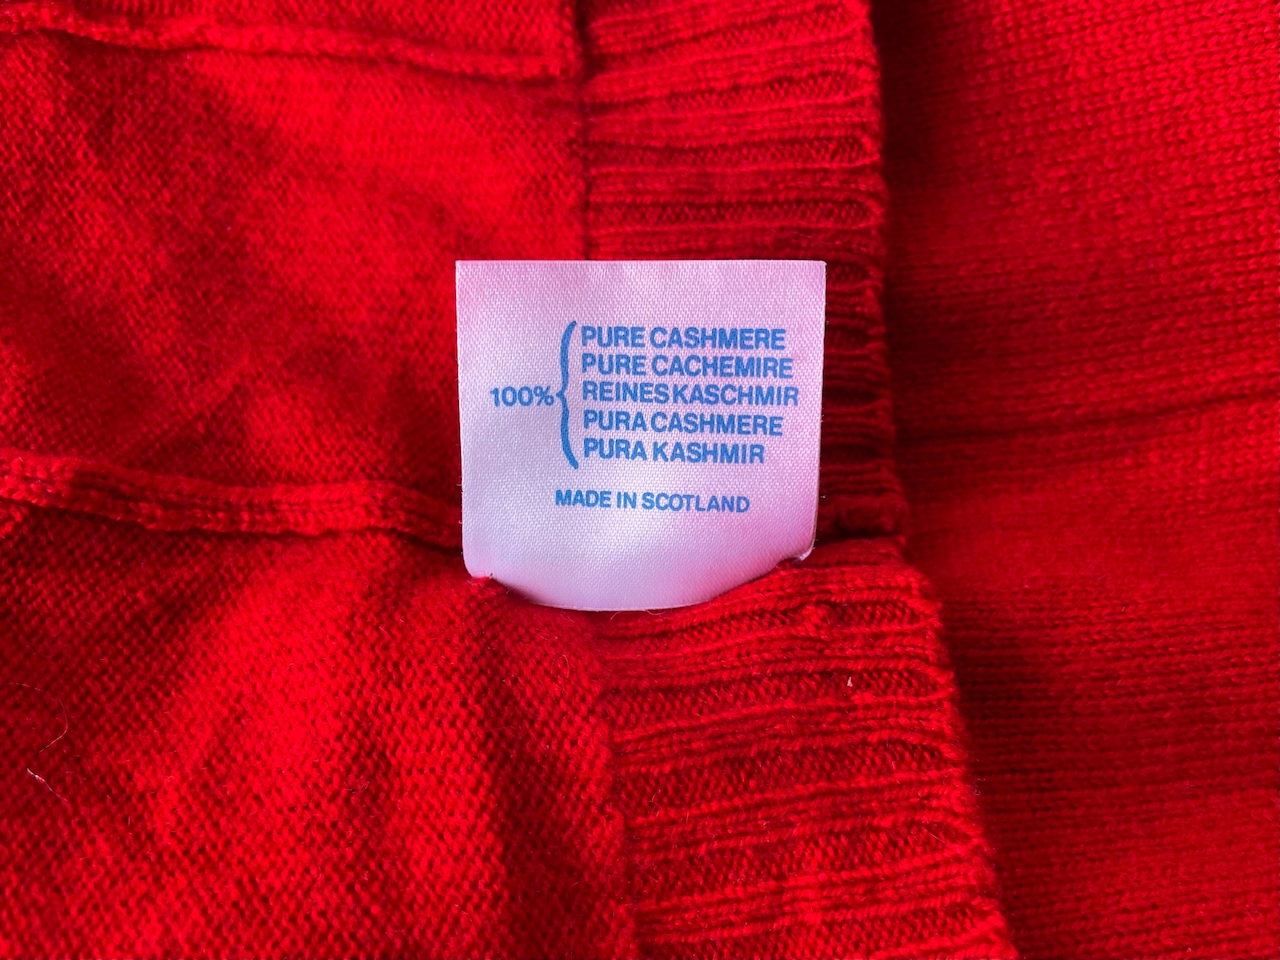 PURE CASHMERE
PURE CACHEMIRE
100% REINES KASCHMIR
PURA CASHMERE
PURA KASHMIR
MADE IN SCOTLAND